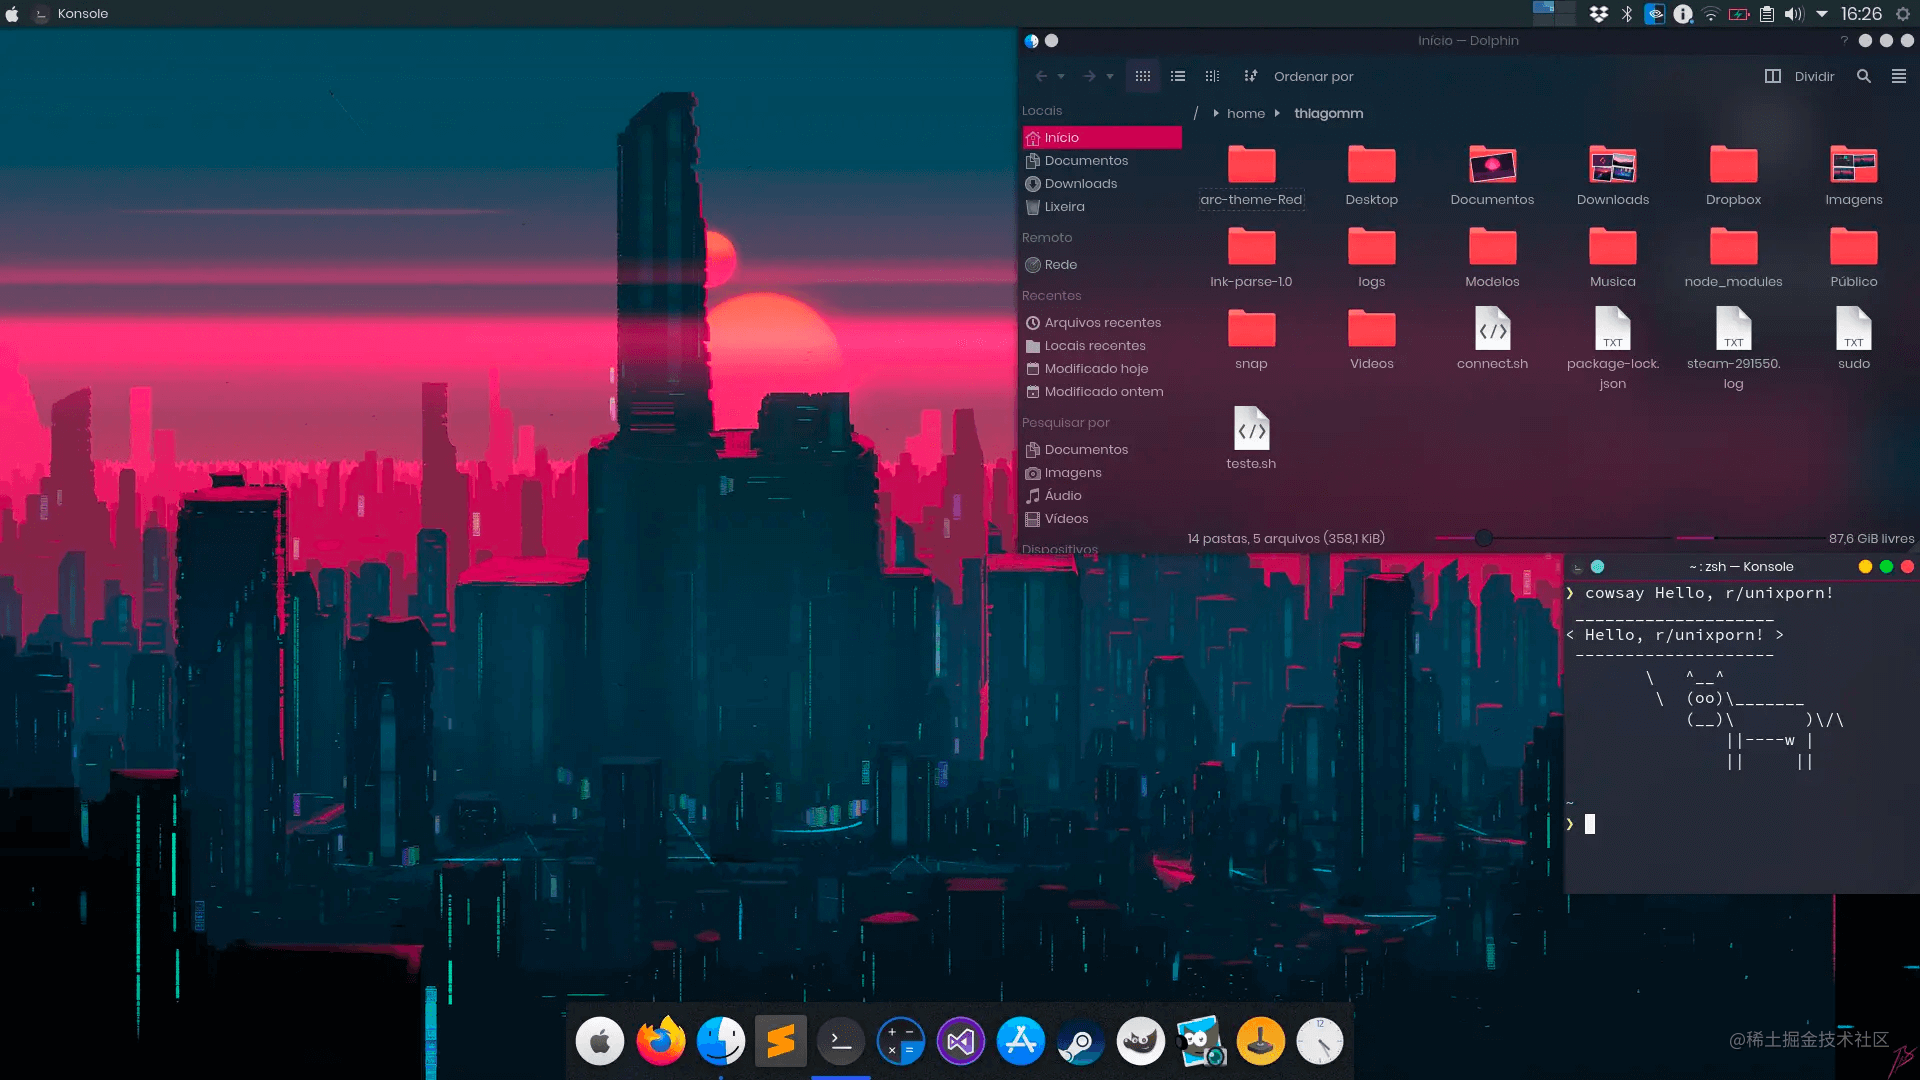 Konsole
16:26
Início — Dolphin
?
Ordenar por
Dividir
Locais
Início
Documentos
Downloads
Lixeira
Remoto
Rede
Recentes
Arquivos recentes
Locais recentes
Modificado hoje
Modificado ontem
Pesquisar por
Documentos
Imagens
Áudio
Vídeos
Dispositivos
/ home thiagomm
arc-theme-Red
Desktop
Documentos
Downloads
Dropbox
Imagens
lnk-parse-1.0
logs
Modelos
Musica
node_modules
Público
snap
Videos
</>
connect.sh
TXT
package-lock.
json
TXT
steam-291550.
log
TXT
sudo
</>
teste.sh
14 pastas, 5 arquivos (358,1 KiB)
87,6 GiB livres
~ : zsh — Konsole
❯ cowsay Hello, r/unixporn!
 ____________________
< Hello, r/unixporn! >
 --------------------
        \   ^__^
         \  (oo)\_______
            (__)\       )\/\
                ||----w |
                ||     ||
~
❯
12
@稀土掘金技术社区